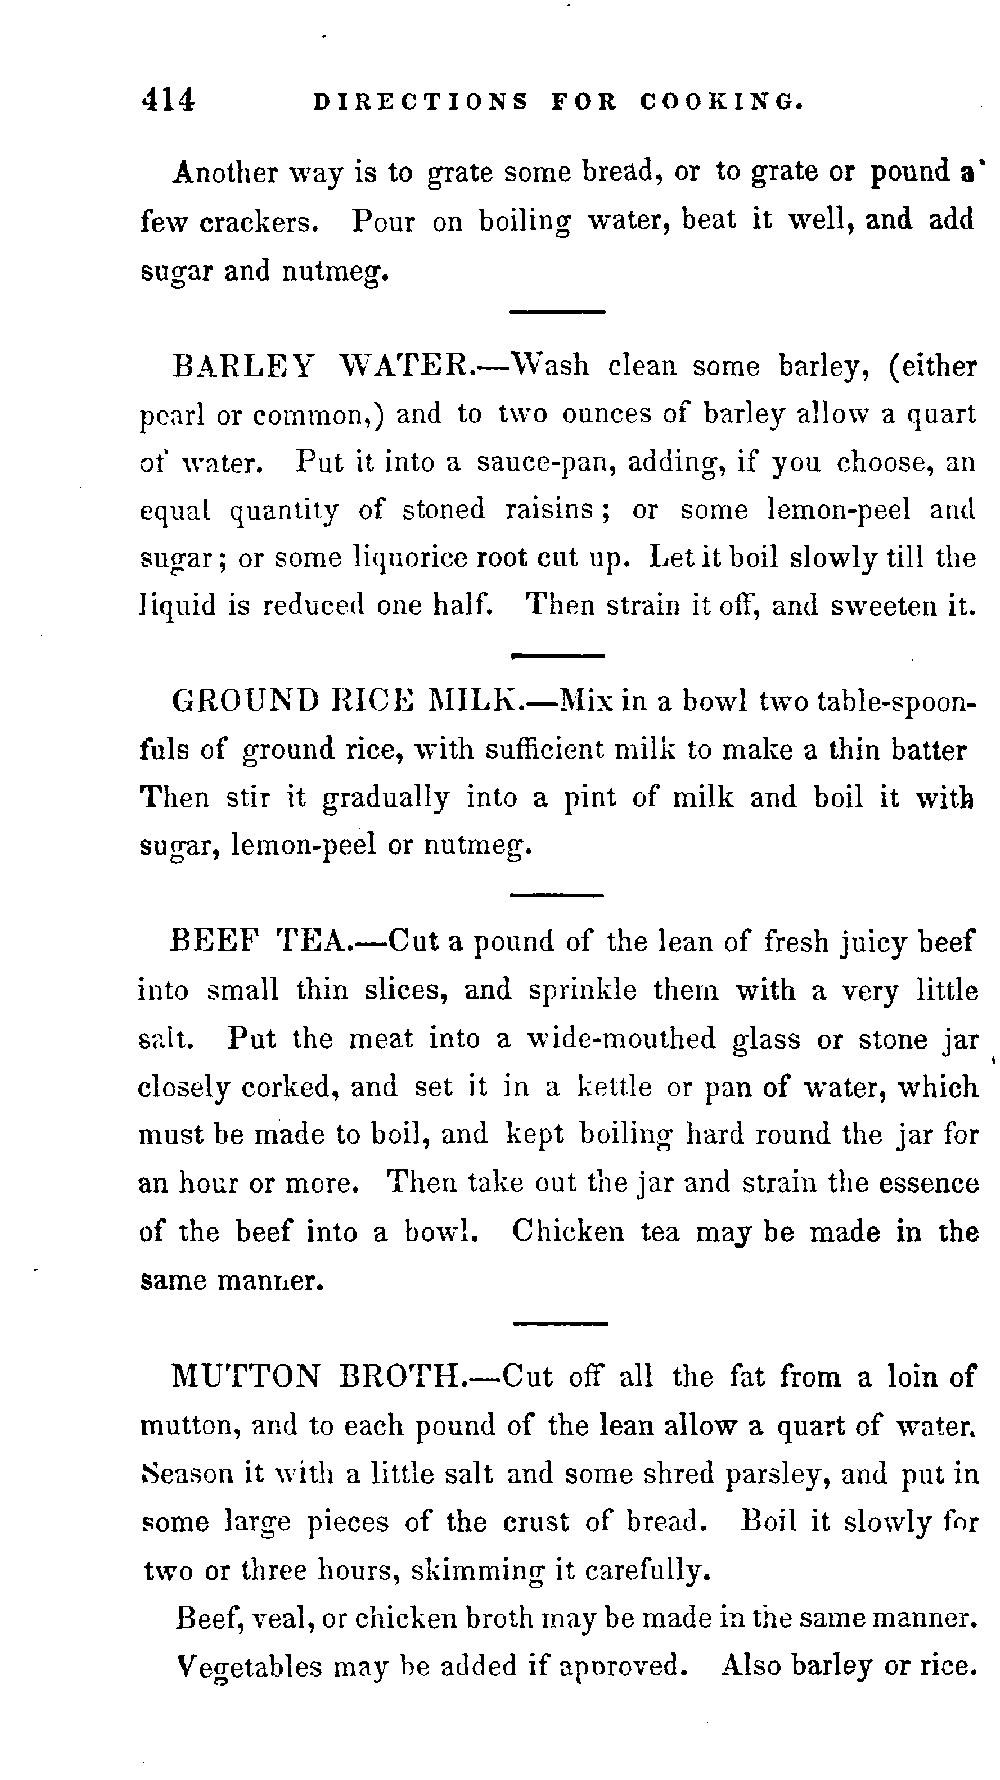 414 DIRECTIONS FOR COOKING.
Another way is to grate some bread, or to grate or pound a
few crackers. Pour on boiling water, beat it well, and add
sugar and nutmeg.
BARLEY WATER.—Wash clean some barley, (either
pearl or common,) and to two ounces of barley allow a quart
of water. Put it into a sauce-pan, adding, if you choose, an
equal quantity of stoned raisins; or some lemon-peel and
sugar; or some liquorice root cut up. Let it boil slowly till the
liquid is reduced one half. Then strain it off, and sweeten it.
GROUND RICE MILK.—Mix in a bowl two table-spoon-
fuls of ground rice, with sufficient milk to make a thin batter
Then stir it gradually into a pint of milk and boil it with
sugar, lemon-peel or nutmeg.
BEEF TEA.—Cut a pound of the lean of fresh juicy beef
into small thin slices, and sprinkle them with a very little
salt. Put the meat into a wide-mouthed glass or stone jar
closely corked, and set it in a kettle or pan of water, which
must be made to boil, and kept boiling hard round the jar for
an hour or more. Then take out the jar and strain the essence
of the beef into a bowl. Chicken tea may be made in the
same manner.
MUTTON BROTH.—Cut off all the fat from a loin of
mutton, and to each pound of the lean allow a quart of water.
Season it with a little salt and some shred parsley, and put in
some large pieces of the crust of bread. Boil it slowly for
two or three hours, skimming it carefully.
Beef, veal, or chicken broth may be made in the same manner.
Vegetables may be added if approved. Also barley or rice.